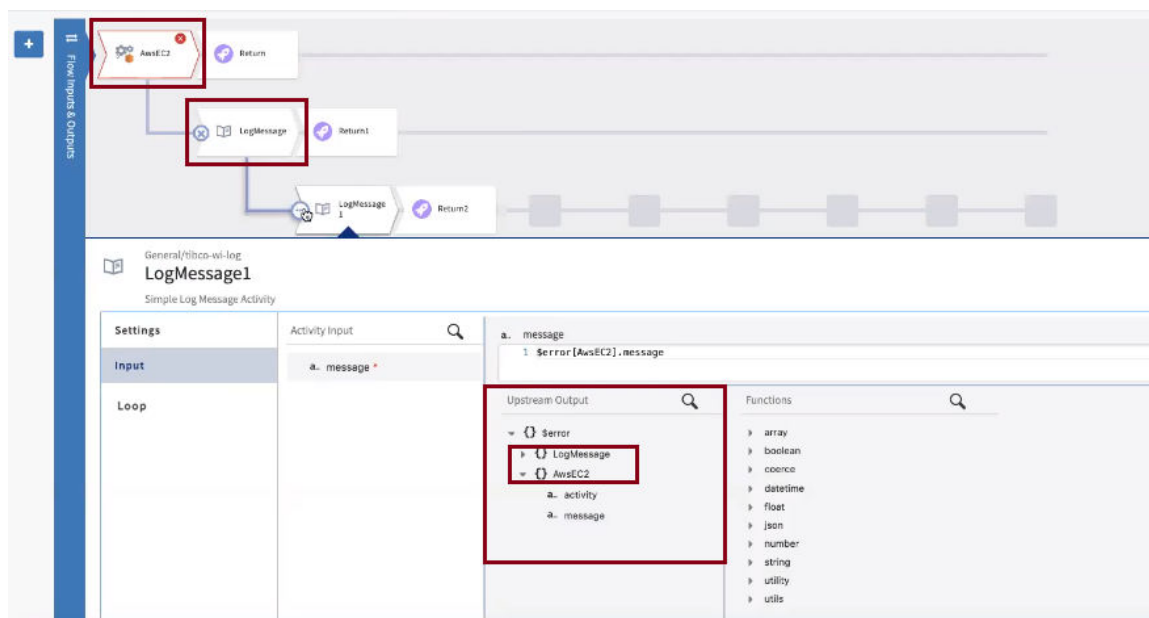 +
Flow Inputs & Outputs
AwsEC2
Return
LogMessage
Return1
LogMessage
1
Return2
General/tibco-wi-log
LogMessage1
Simple Log Message Activity
Settings
Input
Loop
Activity Input
a.. message *
a.. message
1 $error[AwsEC2].message
Upstream Output
{} $error
{} LogMessage
{} AwsEC2
a.. activity
a.. message
Functions
array
boolean
coerce
datetime
float
json
number
string
utility
utils